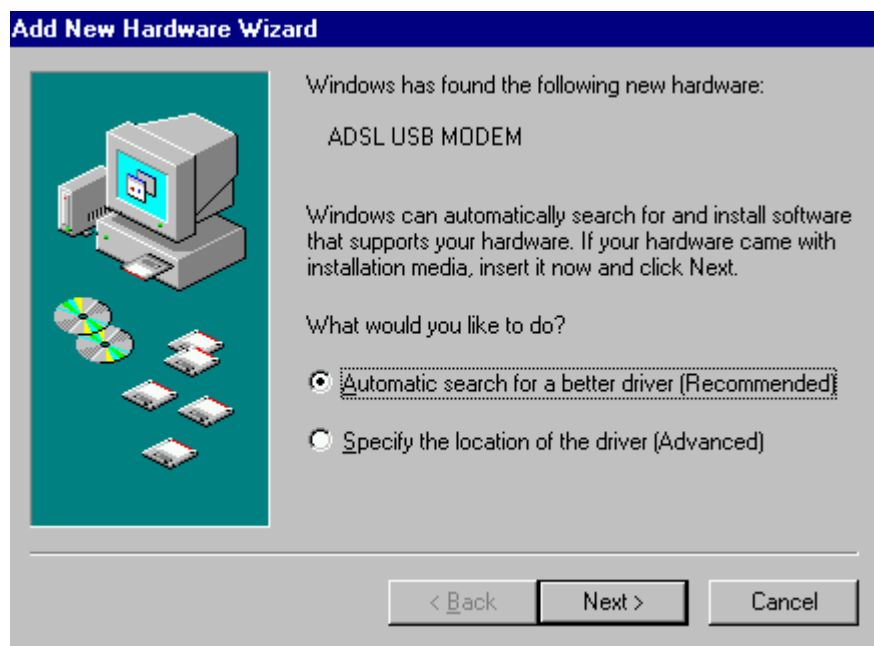 Add New Hardware Wizard
Windows has found the following new hardware:
ADSL USB MODEM
Windows can automatically search for and install software
that supports your hardware. If your hardware came with
installation media, insert it now and click Next.
What would you like to do?
Automatic search for a better driver (Recommended)
Specify the location of the driver (Advanced)
< Back
Next >
Cancel